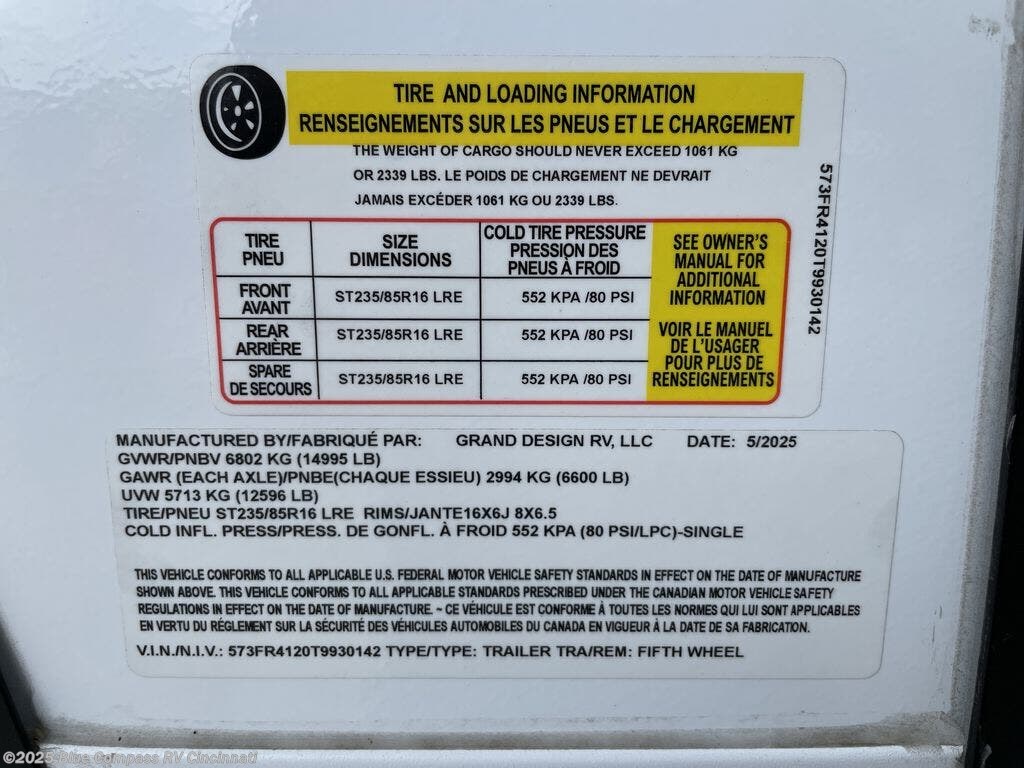 TIRE AND LOADING INFORMATION
RENSEIGNEMENTS SUR LES PNEUS ET LE CHARGEMENT
THE WEIGHT OF CARGO SHOULD NEVER EXCEED 1061 KG
OR 2339 LBS. LE POIDS DE CHARGEMENT NE DEVRAIT
JAMAIS EXCÉDER 1061 KG OU 2339 LBS.
TIRE
PNEU
SIZE
DIMENSIONS
COLD TIRE PRESSURE
PRESSION DES
PNEUS À FROID
FRONT
AVANT
ST235/85R16 LRE
552 KPA /80 PSI
REAR
ARRIÈRE
ST235/85R16 LRE
552 KPA /80 PSI
SPARE
DE SECOURS
ST235/85R16 LRE
552 KPA /80 PSI
SEE OWNER'S
MANUAL FOR
ADDITIONAL
INFORMATION
VOIR LE MANUEL
DE L'USAGER
POUR PLUS DE
RENSEIGNEMENTS
573FR4120T9930142
MANUFACTURED BY/FABRIQUÉ PAR: GRAND DESIGN RV, LLC DATE: 5/2025
GVWR/PNBV 6802 KG (14995 LB)
GAWR (EACH AXLE)/PNBE(CHAQUE ESSIEU) 2994 KG (6600 LB)
UVW 5713 KG (12596 LB)
TIRE/PNEU ST235/85R16 LRE RIMS/JANTE16X6J 8X6.5
COLD INFL. PRESS/PRESS. DE GONFL. À FROID 552 KPA (80 PSI/LPC)-SINGLE
THIS VEHICLE CONFORMS TO ALL APPLICABLE U.S. FEDERAL MOTOR VEHICLE SAFETY STANDARDS IN EFFECT ON THE DATE OF MANUFACTURE
SHOWN ABOVE. THIS VEHICLE CONFORMS TO ALL APPLICABLE STANDARDS PRESCRIBED UNDER THE CANADIAN MOTOR VEHICLE SAFETY
REGULATIONS IN EFFECT ON THE DATE OF MANUFACTURE. ~ CE VÉHICULE EST CONFORME À TOUTES LES NORMES QUI LUI SONT APPLICABLES
EN VERTU DU RÉGLEMENT SUR LA SÉCURITÉ DES VÉHICULES AUTOMOBILES DU CANADA EN VIGUEUR À LA DATE DE SA FABRICATION.
V.I.N./N.I.V.: 573FR4120T9930142 TYPE/TYPE: TRAILER TRA/REM: FIFTH WHEEL
©2025 Blue Compass RV Cincinnati